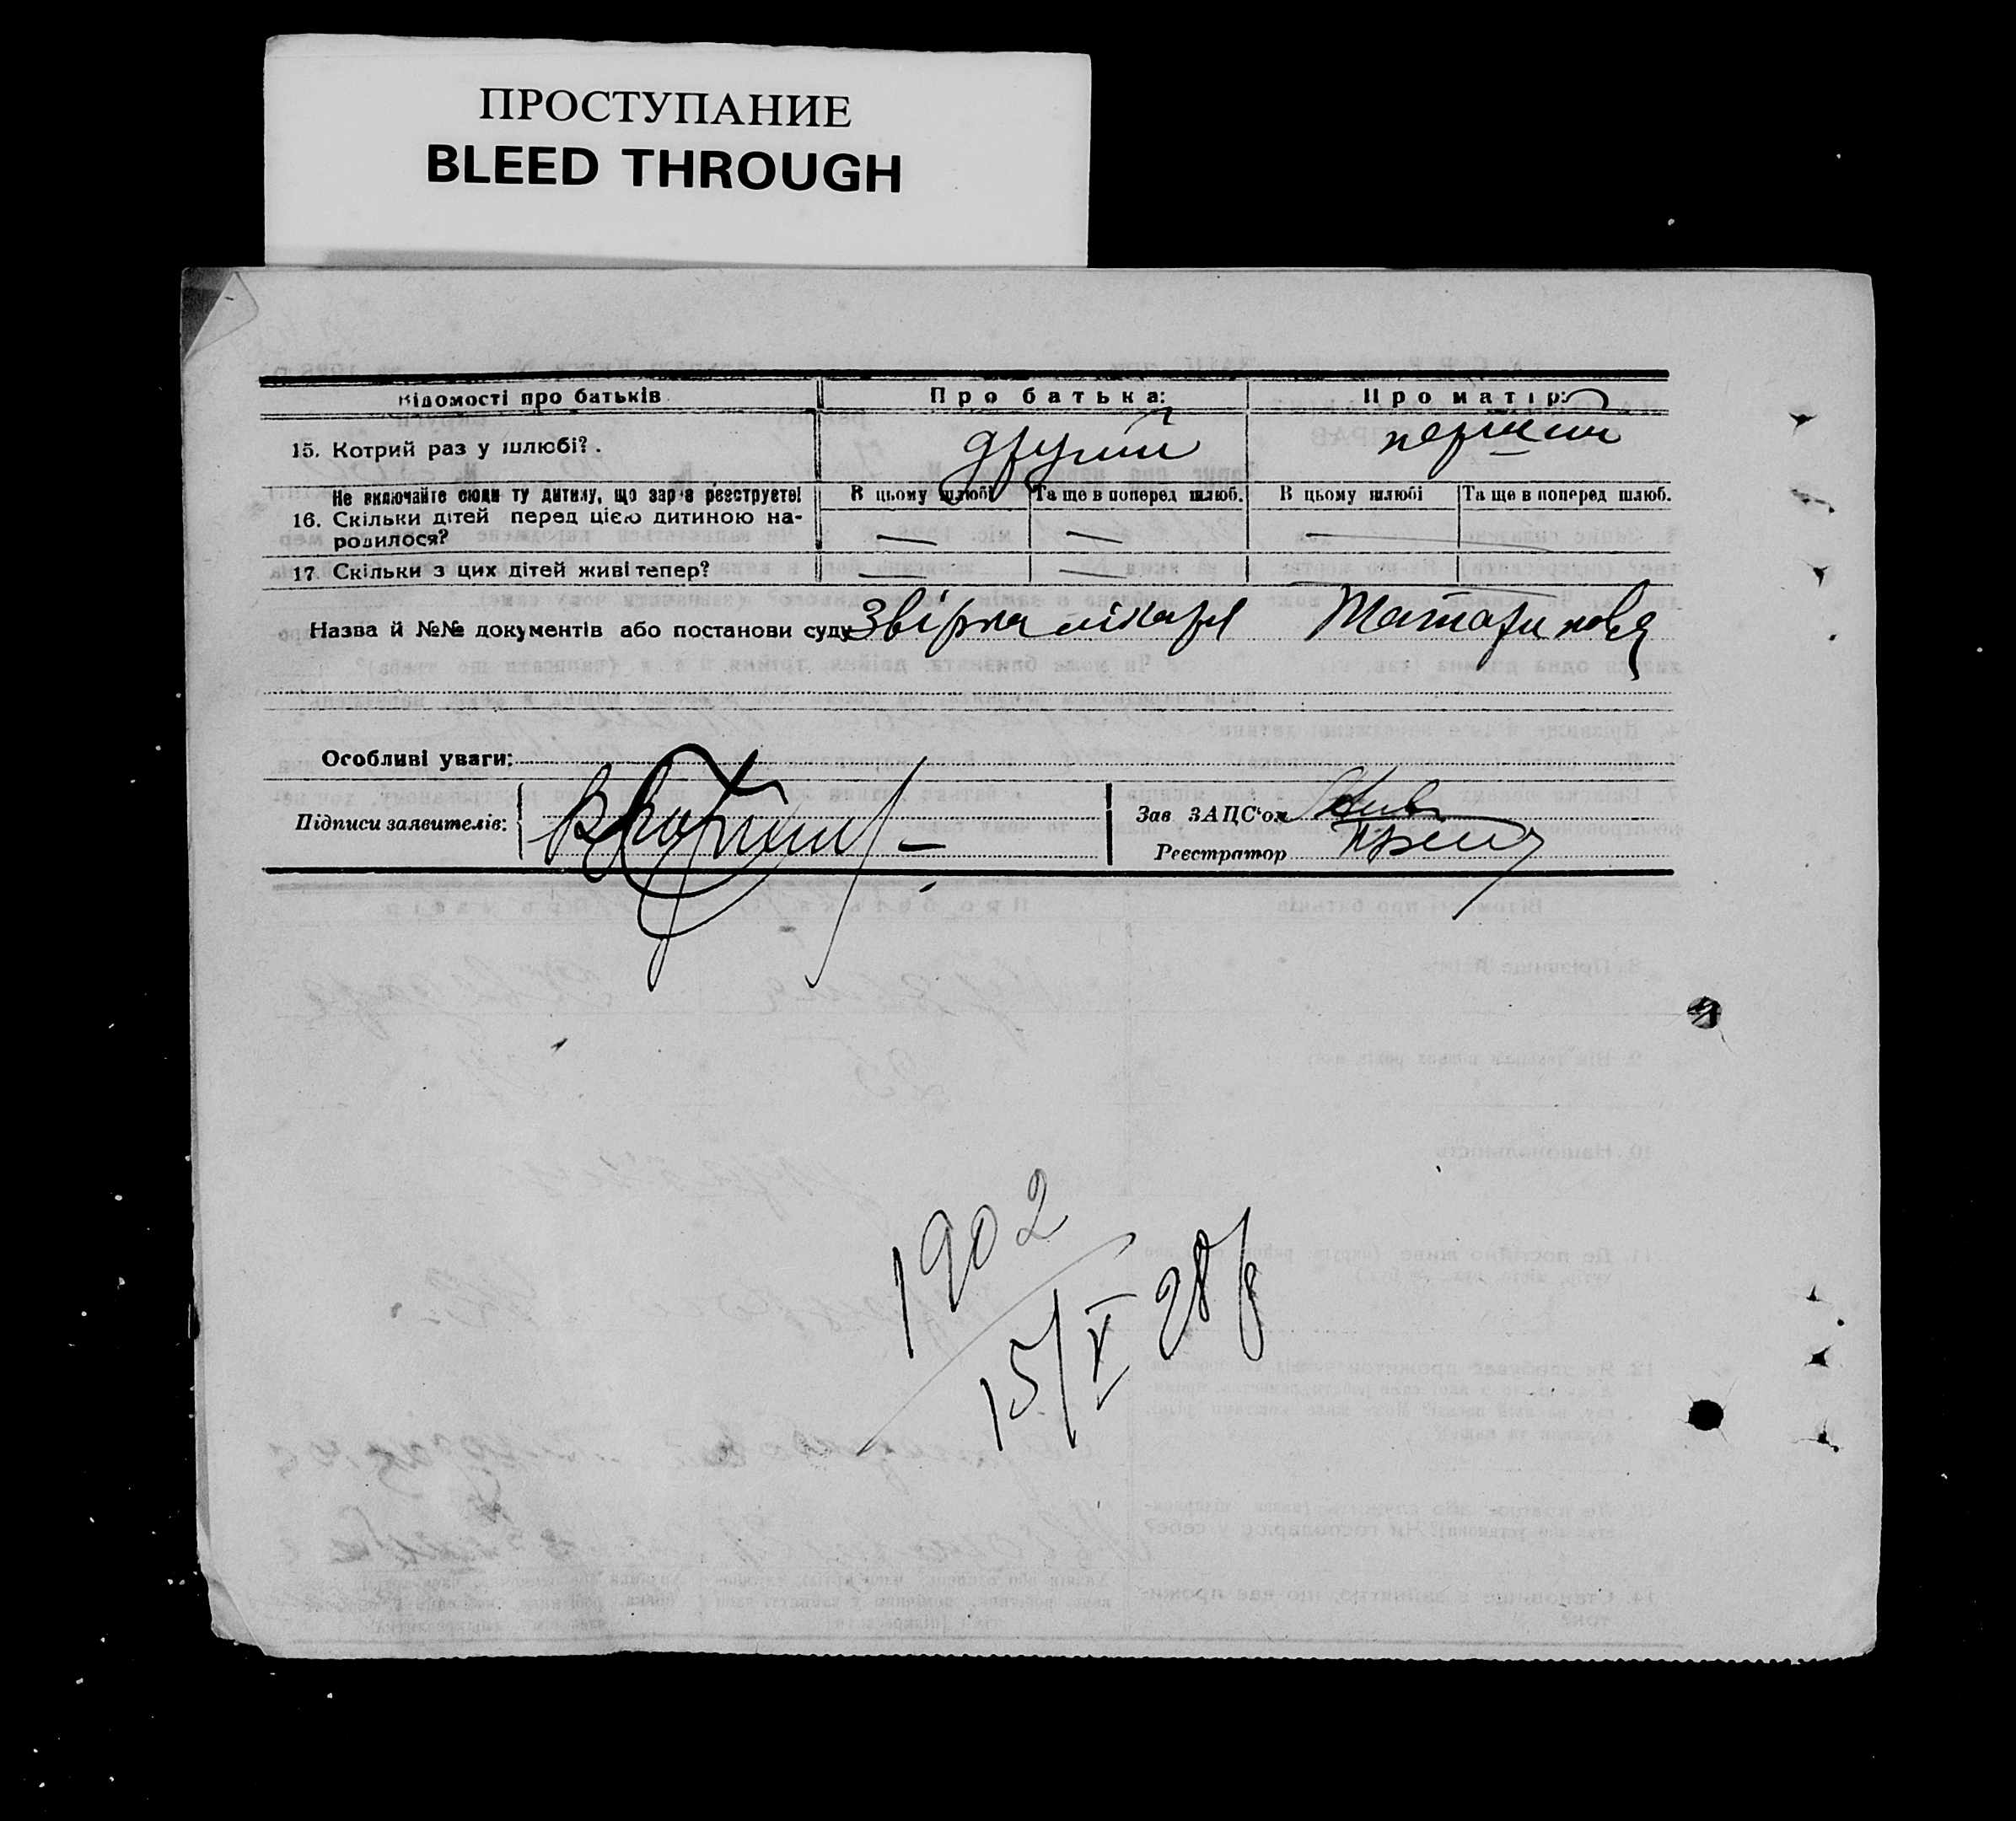 ПРОСТУПАНИЕ
BLEED THROUGH
Відомості про батьків
Про батька:
Про матір:
15. Котрий раз у шлюбі?.
другий
перший
Не включайте сюди ту дитину, що зараз реєструєте!
16. Скільки дітей перед цією дитиною на-
родилося?
В цьому шлюбі
Та ще в поперед шлюб.
В цьому шлюбі
Та ще в поперед шлюб.
—
—
—
17 Скільки з цих дітей живі тепер?
—
—
Назва й №№ документів або постанови суду
лікаря
Особливі уваги:
Підписи заявителів:
Зав ЗАЦС'ом
Реєстратор
1902
15/V 28 р